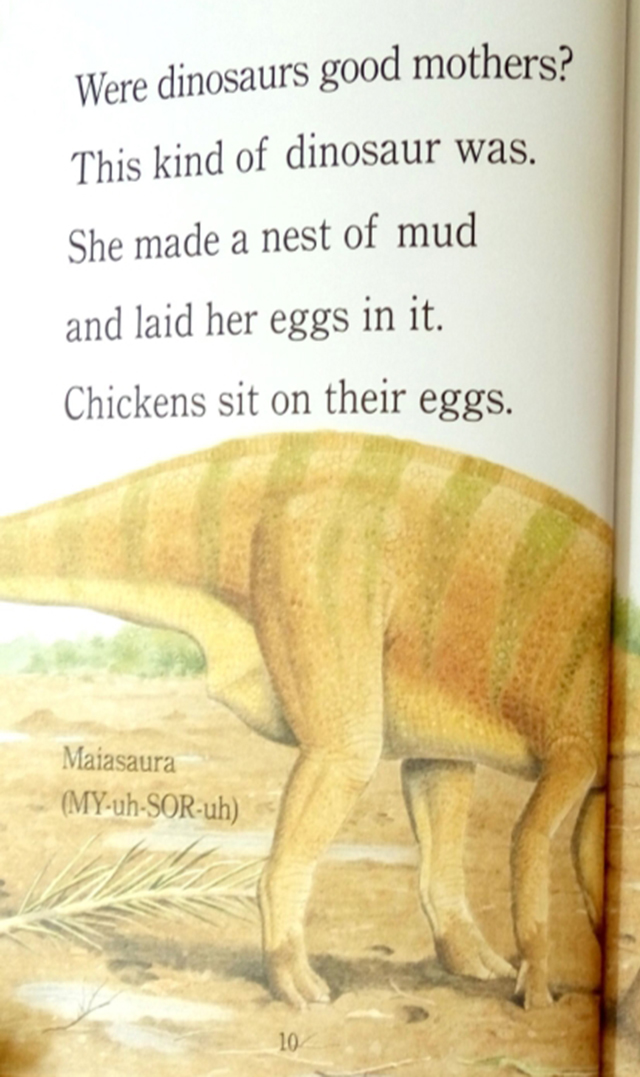 Were dinosaurs good mothers?
This kind of dinosaur was.
She made a nest of mud
and laid her eggs in it.
Chickens sit on their eggs.
Maiasaura
(MY-uh-SOR-uh)
10